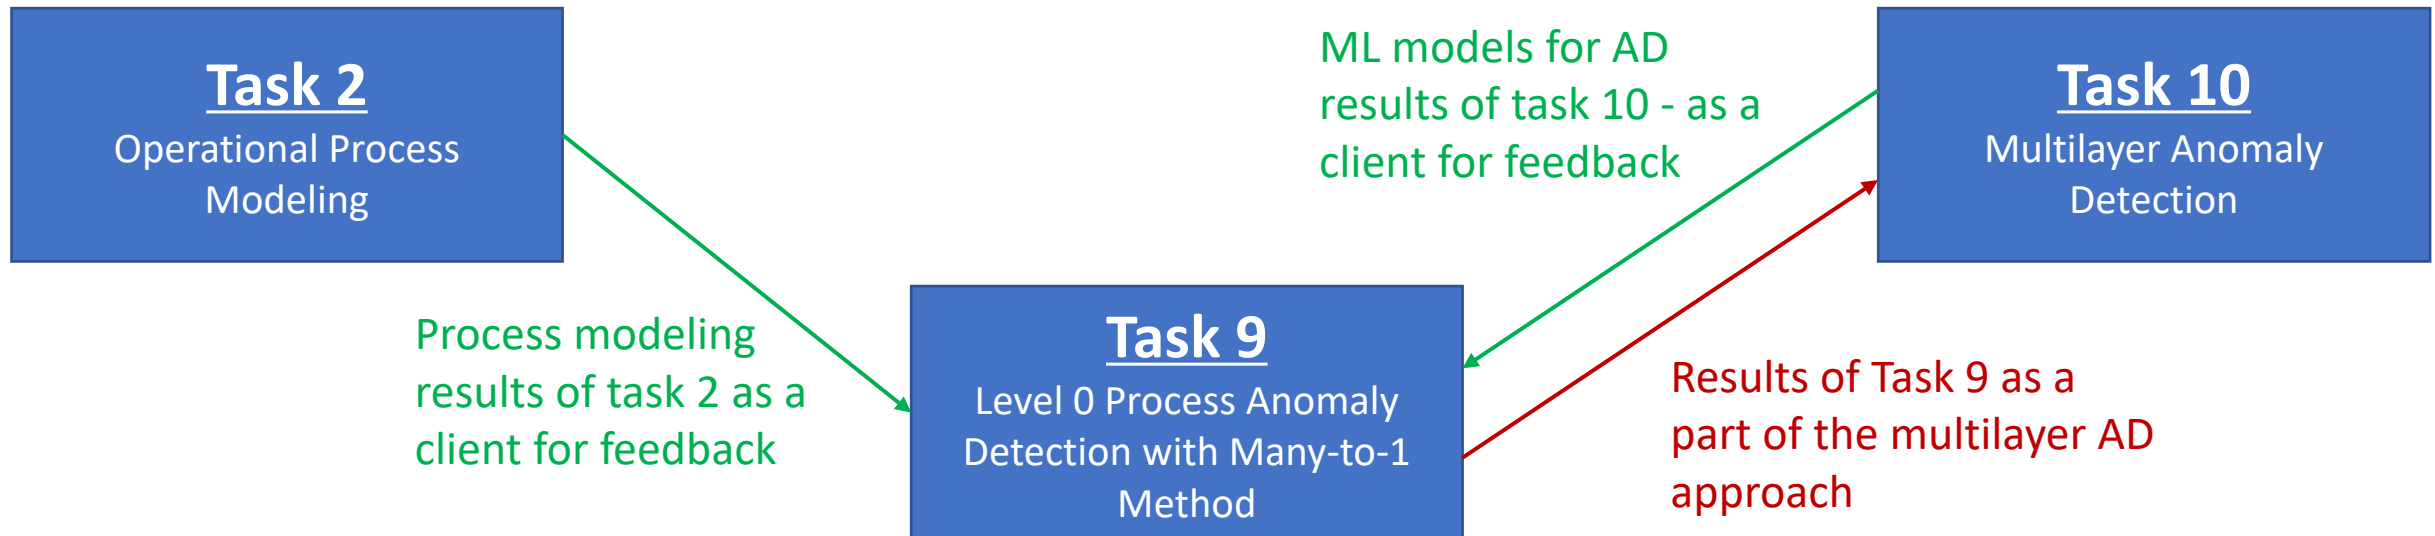 Task 2
Operational Process
Modeling
ML models for AD
results of task 10 - as a
client for feedback
Task 10
Multilayer Anomaly
Detection
Process modeling
results of task 2 as a
client for feedback
Task 9
Level 0 Process Anomaly
Detection with Many-to-1
Method
Results of Task 9 as a
part of the multilayer AD
approach